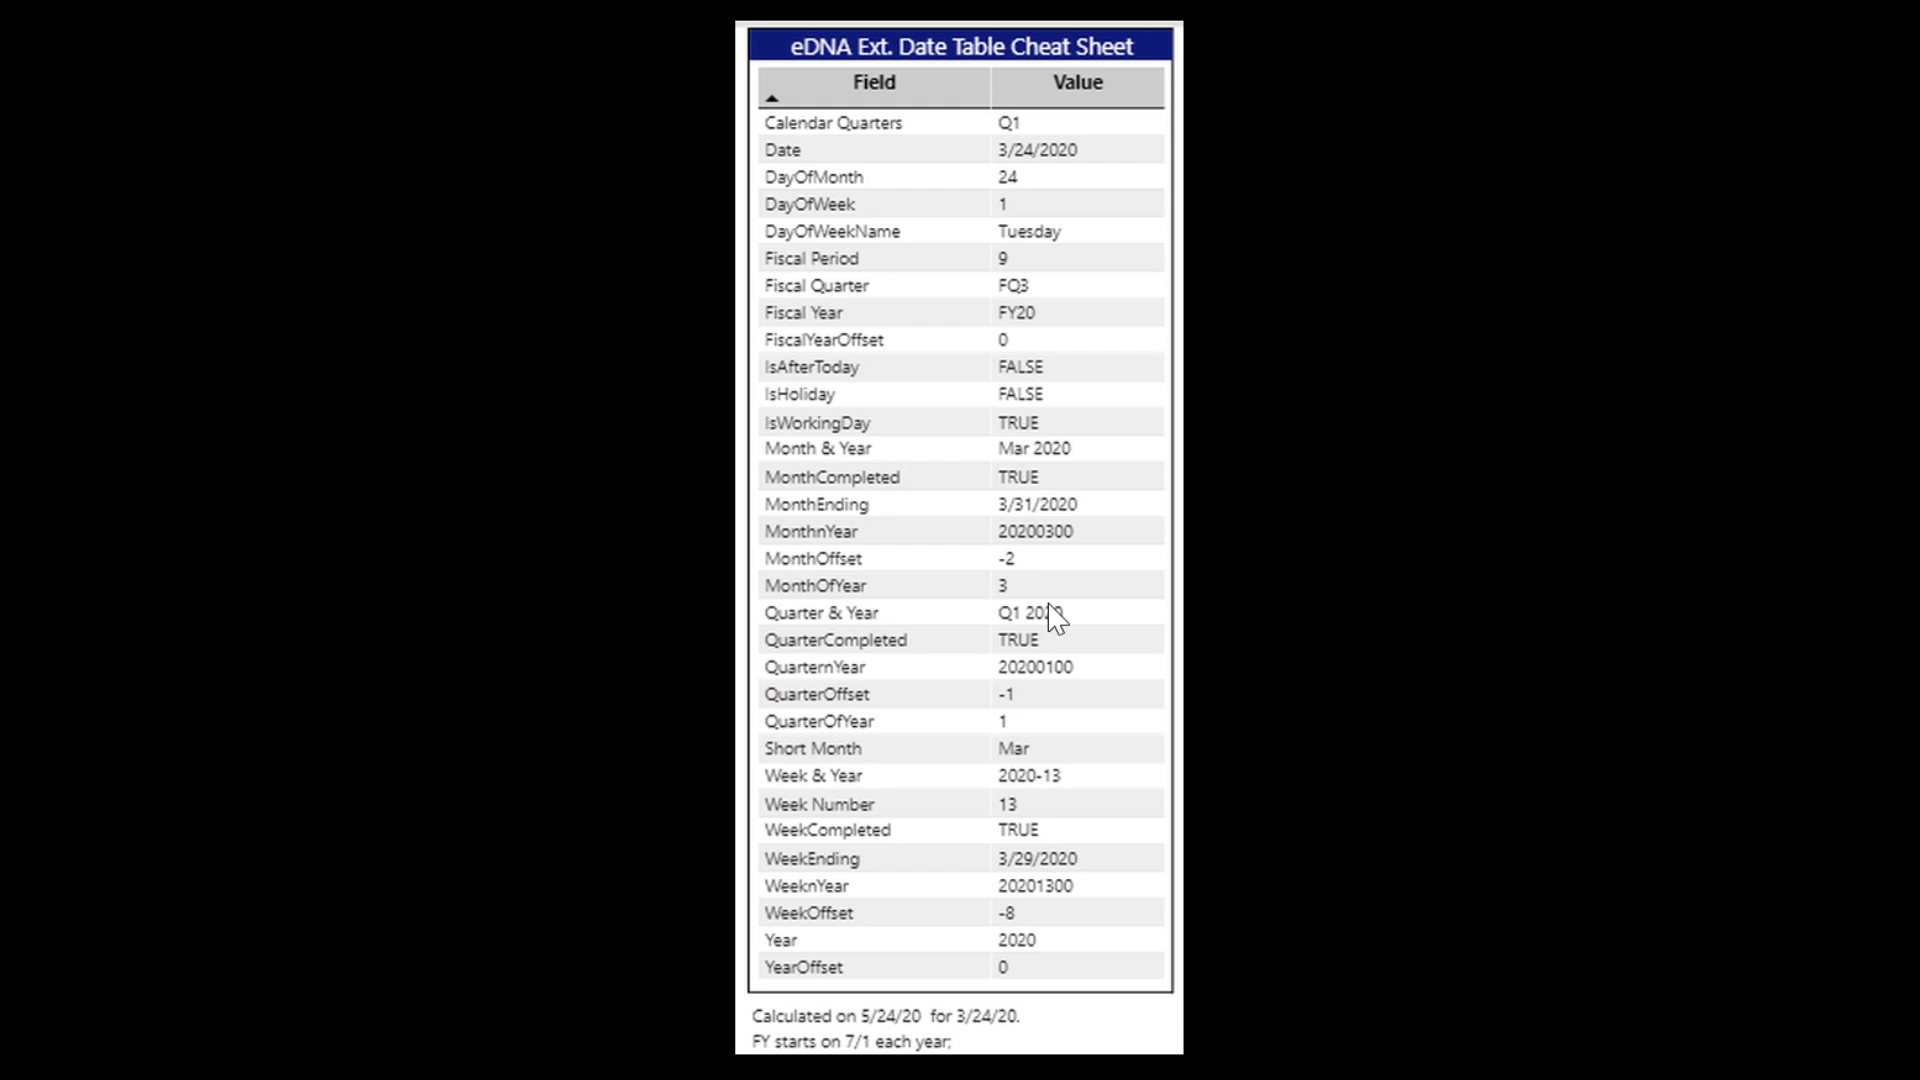 eDNA Ext. Date Table Cheat Sheet
Field Value
Calendar Quarters Q1
Date 3/24/2020
DayOfMonth 24
DayOfWeek 1
DayOfWeekName Tuesday
Fiscal Period 9
Fiscal Quarter FQ3
Fiscal Year FY20
FiscalYearOffset 0
IsAfterToday FALSE
IsHoliday FALSE
IsWorkingDay TRUE
Month & Year Mar 2020
MonthCompleted TRUE
MonthEnding 3/31/2020
MonthnYear 20200300
MonthOffset -2
MonthOfYear 3
Quarter & Year Q1 2020
QuarterCompleted TRUE
QuarternYear 20200100
QuarterOffset -1
QuarterOfYear 1
Short Month Mar
Week & Year 2020-13
Week Number 13
WeekCompleted TRUE
WeekEnding 3/29/2020
WeeknYear 20201300
WeekOffset -8
Year 2020
YearOffset 0
Calculated on 5/24/20 for 3/24/20.
FY starts on 7/1 each year;